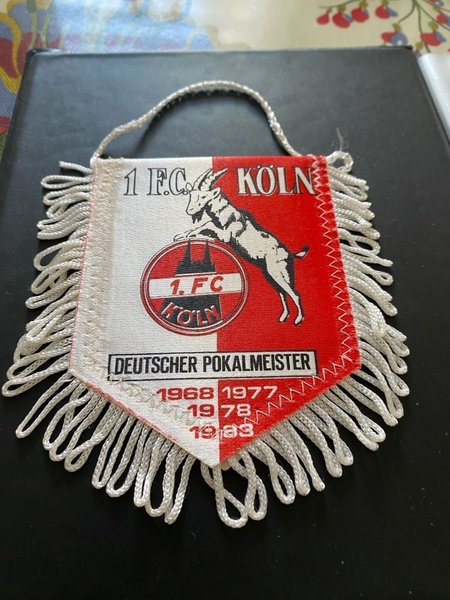 1 F.C. KÖLN
1. FC
KÖLN
DEUTSCHER POKALMEISTER
1968 1977
1978
1983